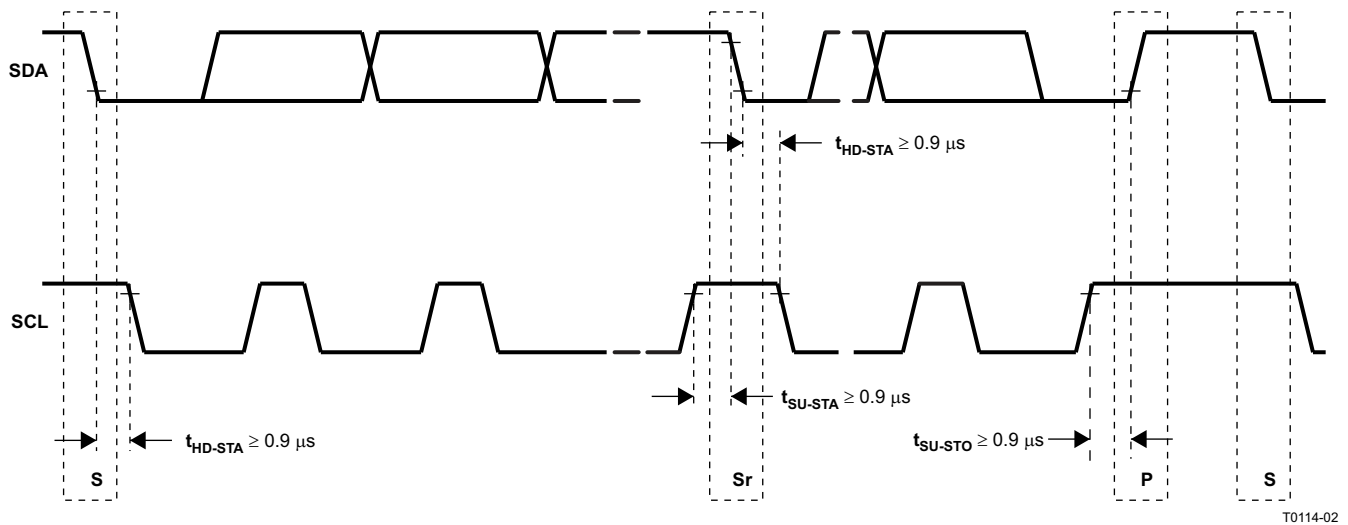 SDA
t_HD-STA ≥ 0.9 μs
SCL
t_SU-STA ≥ 0.9 μs
t_HD-STA ≥ 0.9 μs
t_SU-STO ≥ 0.9 μs
S
Sr
P
S
T0114-02